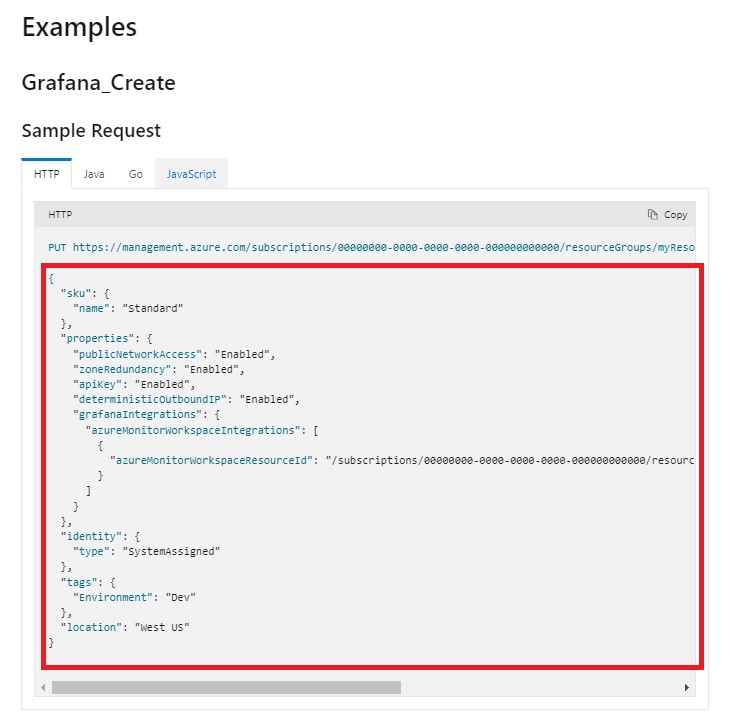 Examples
Grafana_Create
Sample Request
HTTP Java Go JavaScript
HTTP Copy
PUT https://management.azure.com/subscriptions/00000000-0000-0000-0000-000000000000/resourceGroups/myReso
{
  "sku": {
    "name": "Standard"
  },
  "properties": {
    "publicNetworkAccess": "Enabled",
    "zoneRedundancy": "Enabled",
    "apiKey": "Enabled",
    "deterministicOutboundIP": "Enabled",
    "grafanaIntegrations": {
      "azureMonitorWorkspaceIntegrations": [
        {
          "azureMonitorWorkspaceResourceId": "/subscriptions/00000000-0000-0000-0000-000000000000/resourc
        }
      ]
    }
  },
  "identity": {
    "type": "SystemAssigned"
  },
  "tags": {
    "Environment": "Dev"
  },
  "location": "West US"
}